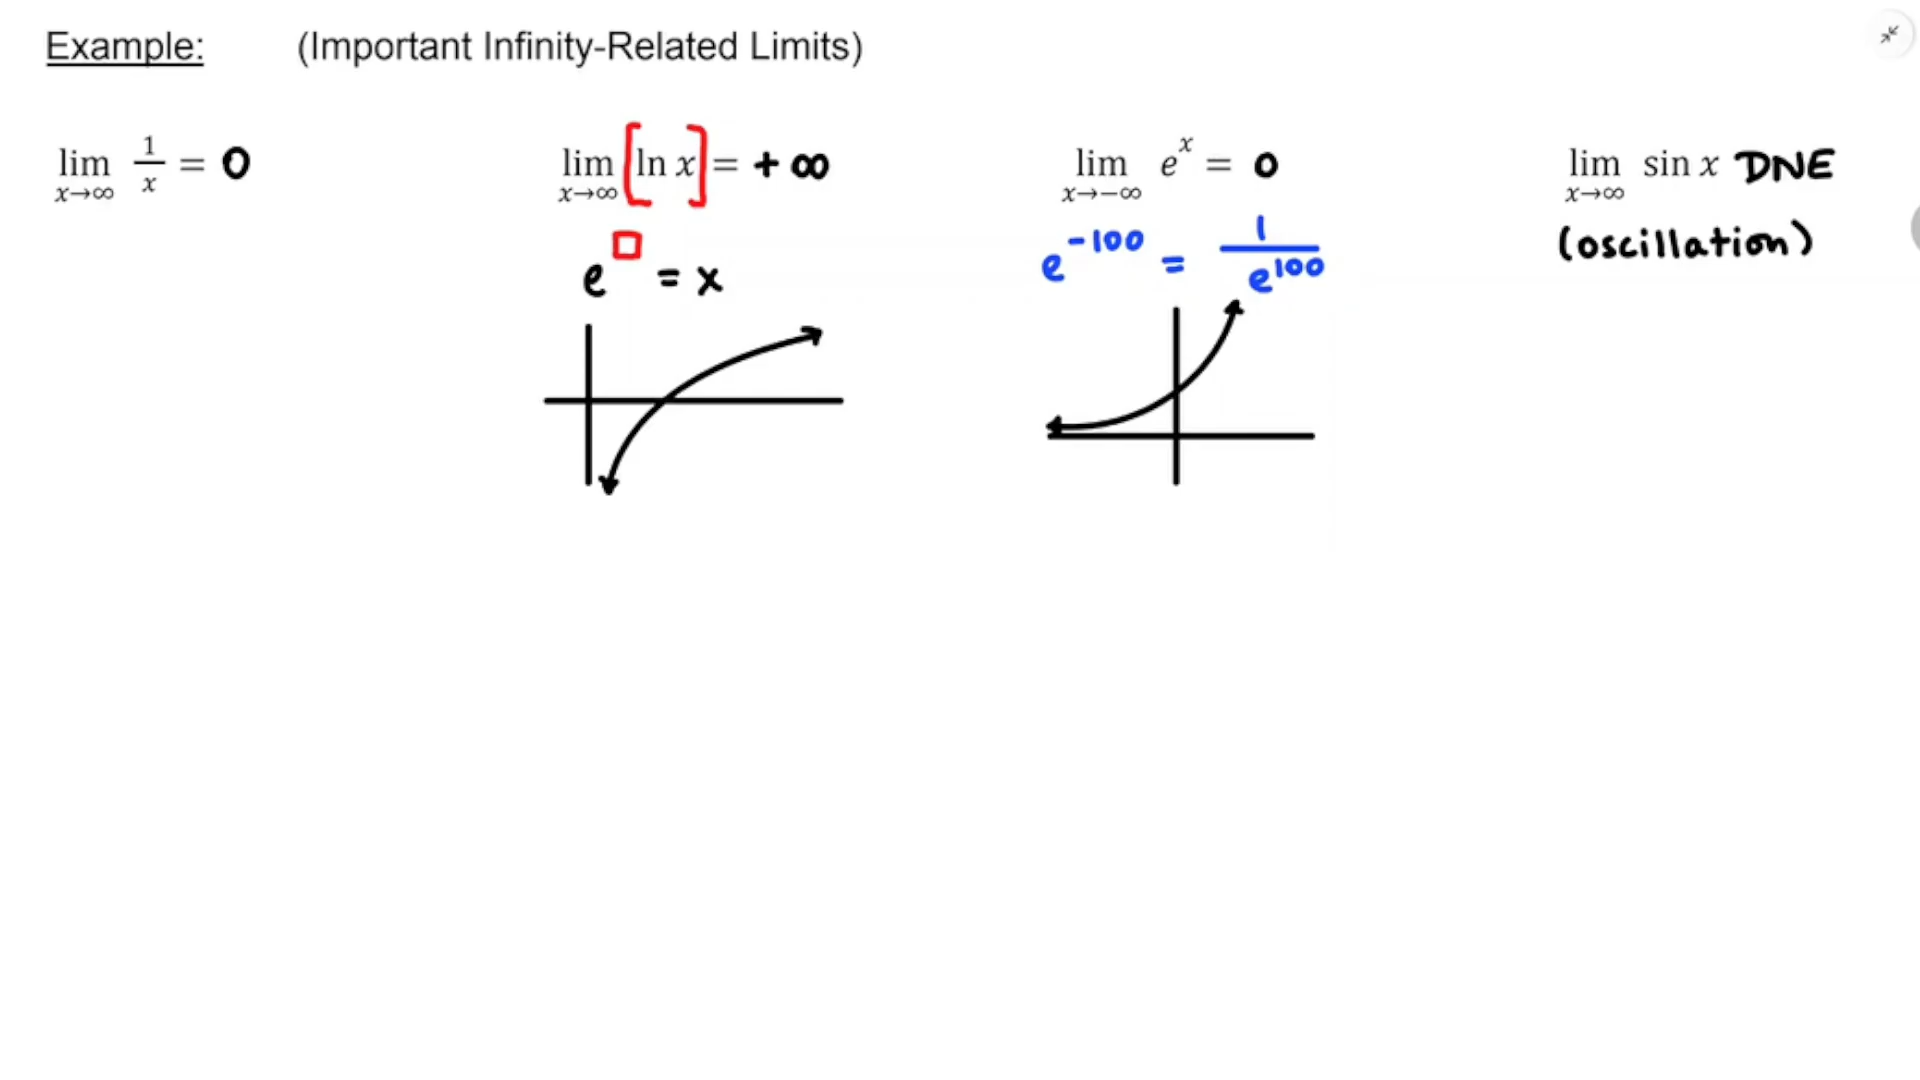 Example: (Important Infinity-Related Limits)
lim x→∞ 1/x = 0
lim x→∞ [ln x] = + ∞
e^□ = x
lim x→−∞ e^x = 0
e^-100 = 1/e^100
lim x→∞ sin x DNE
(oscillation)